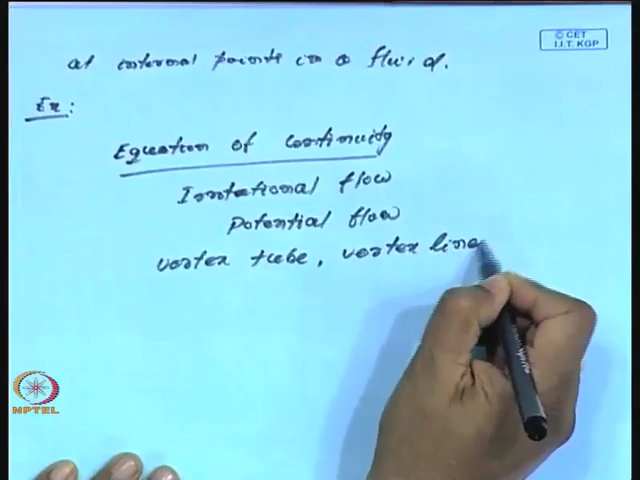 © CET
I.I.T. KGP
at internal points in a fluid.
Ex:
Equation of continuity
Irrotational flow
Potential flow
vortex tube, vortex line
NPTEL